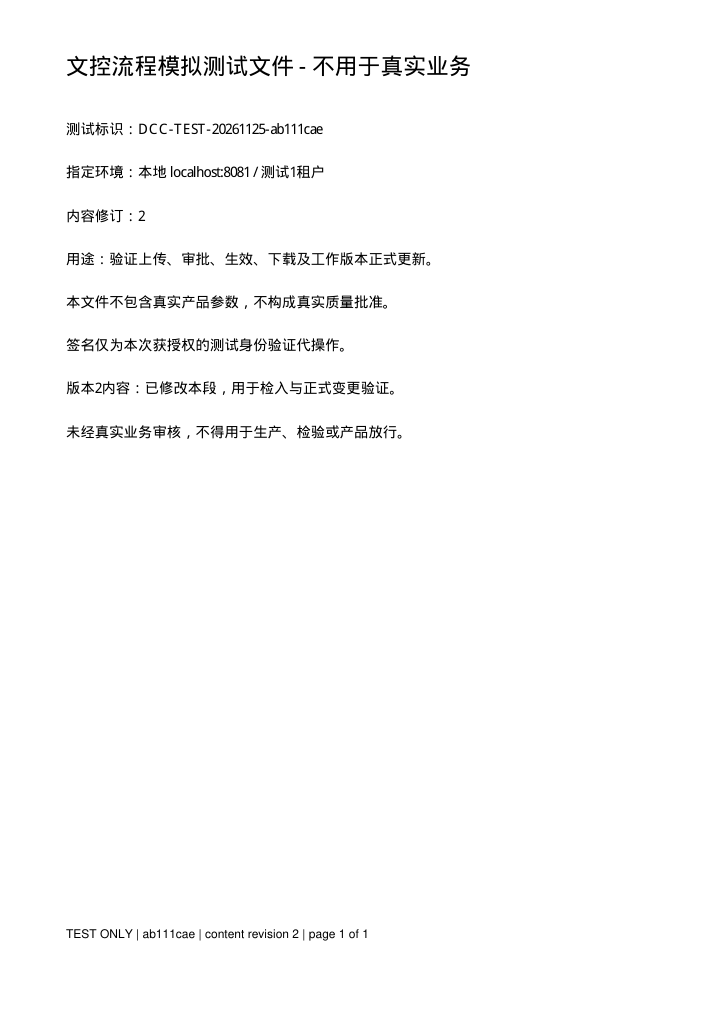 文控流程模拟测试文件 - 不用于真实业务
测试标识：DCC-TEST-20261125-ab111cae
指定环境：本地 localhost:8081 / 测试1租户
内容修订：2
用途：验证上传、审批、生效、下载及工作版本正式更新。
本文件不包含真实产品参数，不构成真实质量批准。
签名仅为本次获授权的测试身份验证代操作。
版本2内容：已修改本段，用于检入与正式变更验证。
未经真实业务审核，不得用于生产、检验或产品放行。
TEST ONLY | ab111cae | content revision 2 | page 1 of 1